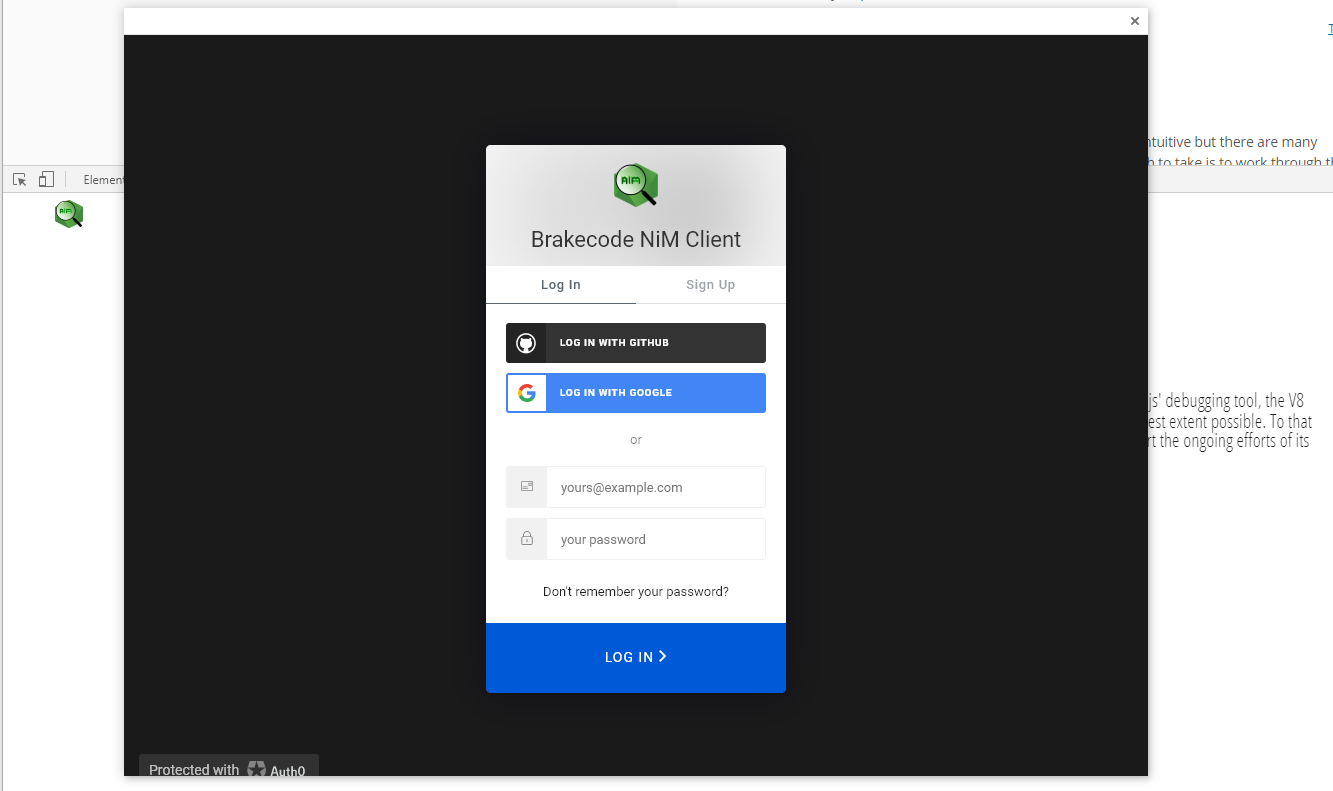 ntuitive but there are many
to take is to work through
Element
NiM
NiM
Brakecode NiM Client
Log In
Sign Up
LOG IN WITH GITHUB
LOG IN WITH GOOGLE
or
yours@example.com
your password
Don't remember your password?
LOG IN
js' debugging tool, the V8
est extent possible. To that
rt the ongoing efforts of its
Protected with Auth0